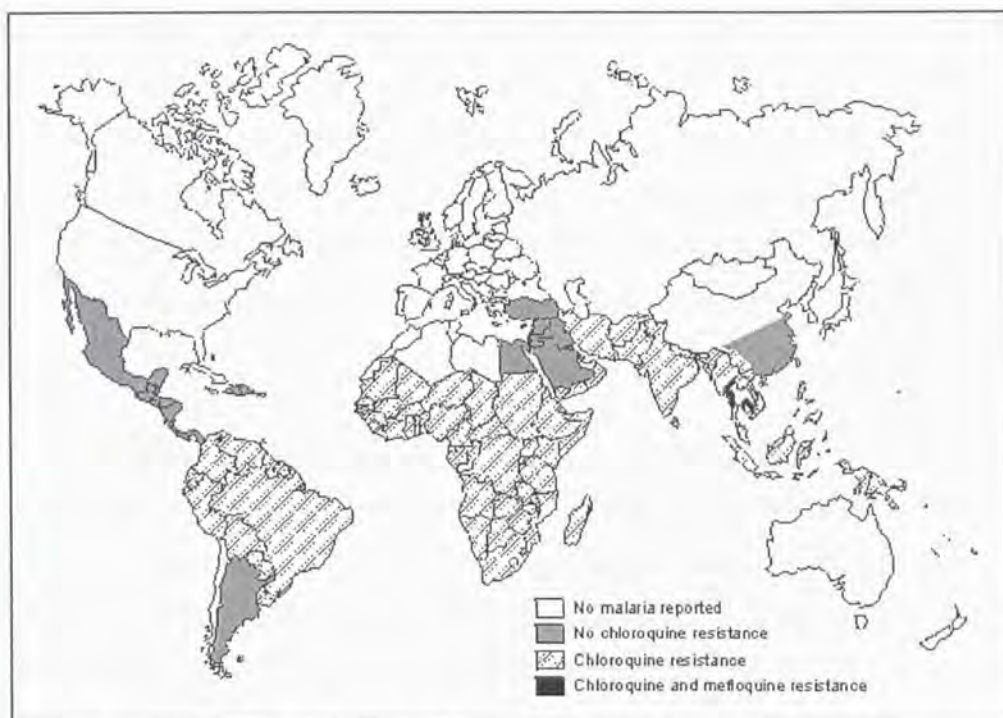 No malaria reported
No chloroquine resistance
Chloroquine resistance
Chloroquine and mefloquine resistance